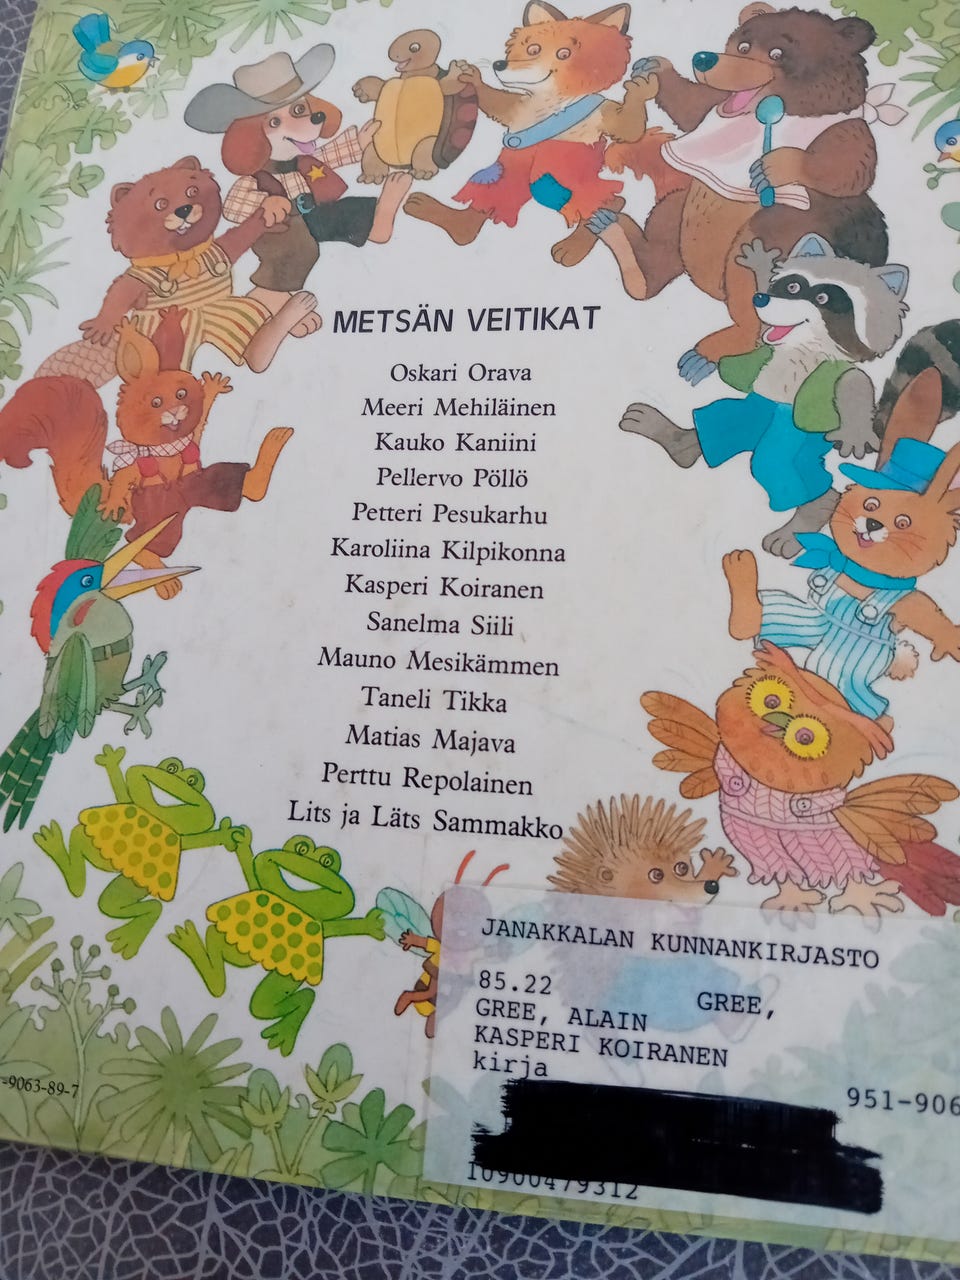 METSÄN VEITIKAT
Oskari Orava
Meeri Mehiläinen
Kauko Kaniini
Pellervo Pöllö
Petteri Pesukarhu
Karoliina Kilpikonna
Kasperi Koiranen
Sanelma Siili
Mauno Mesikämmen
Taneli Tikka
Matias Majava
Perttu Repolainen
Lits ja Läts Sammakko
JANAKKALAN KUNNANKIRJASTO
85.22 GREE,
GREE, ALAIN
KASPERI KOIRANEN
kirja
951-906
10900479312
-9063-89-7